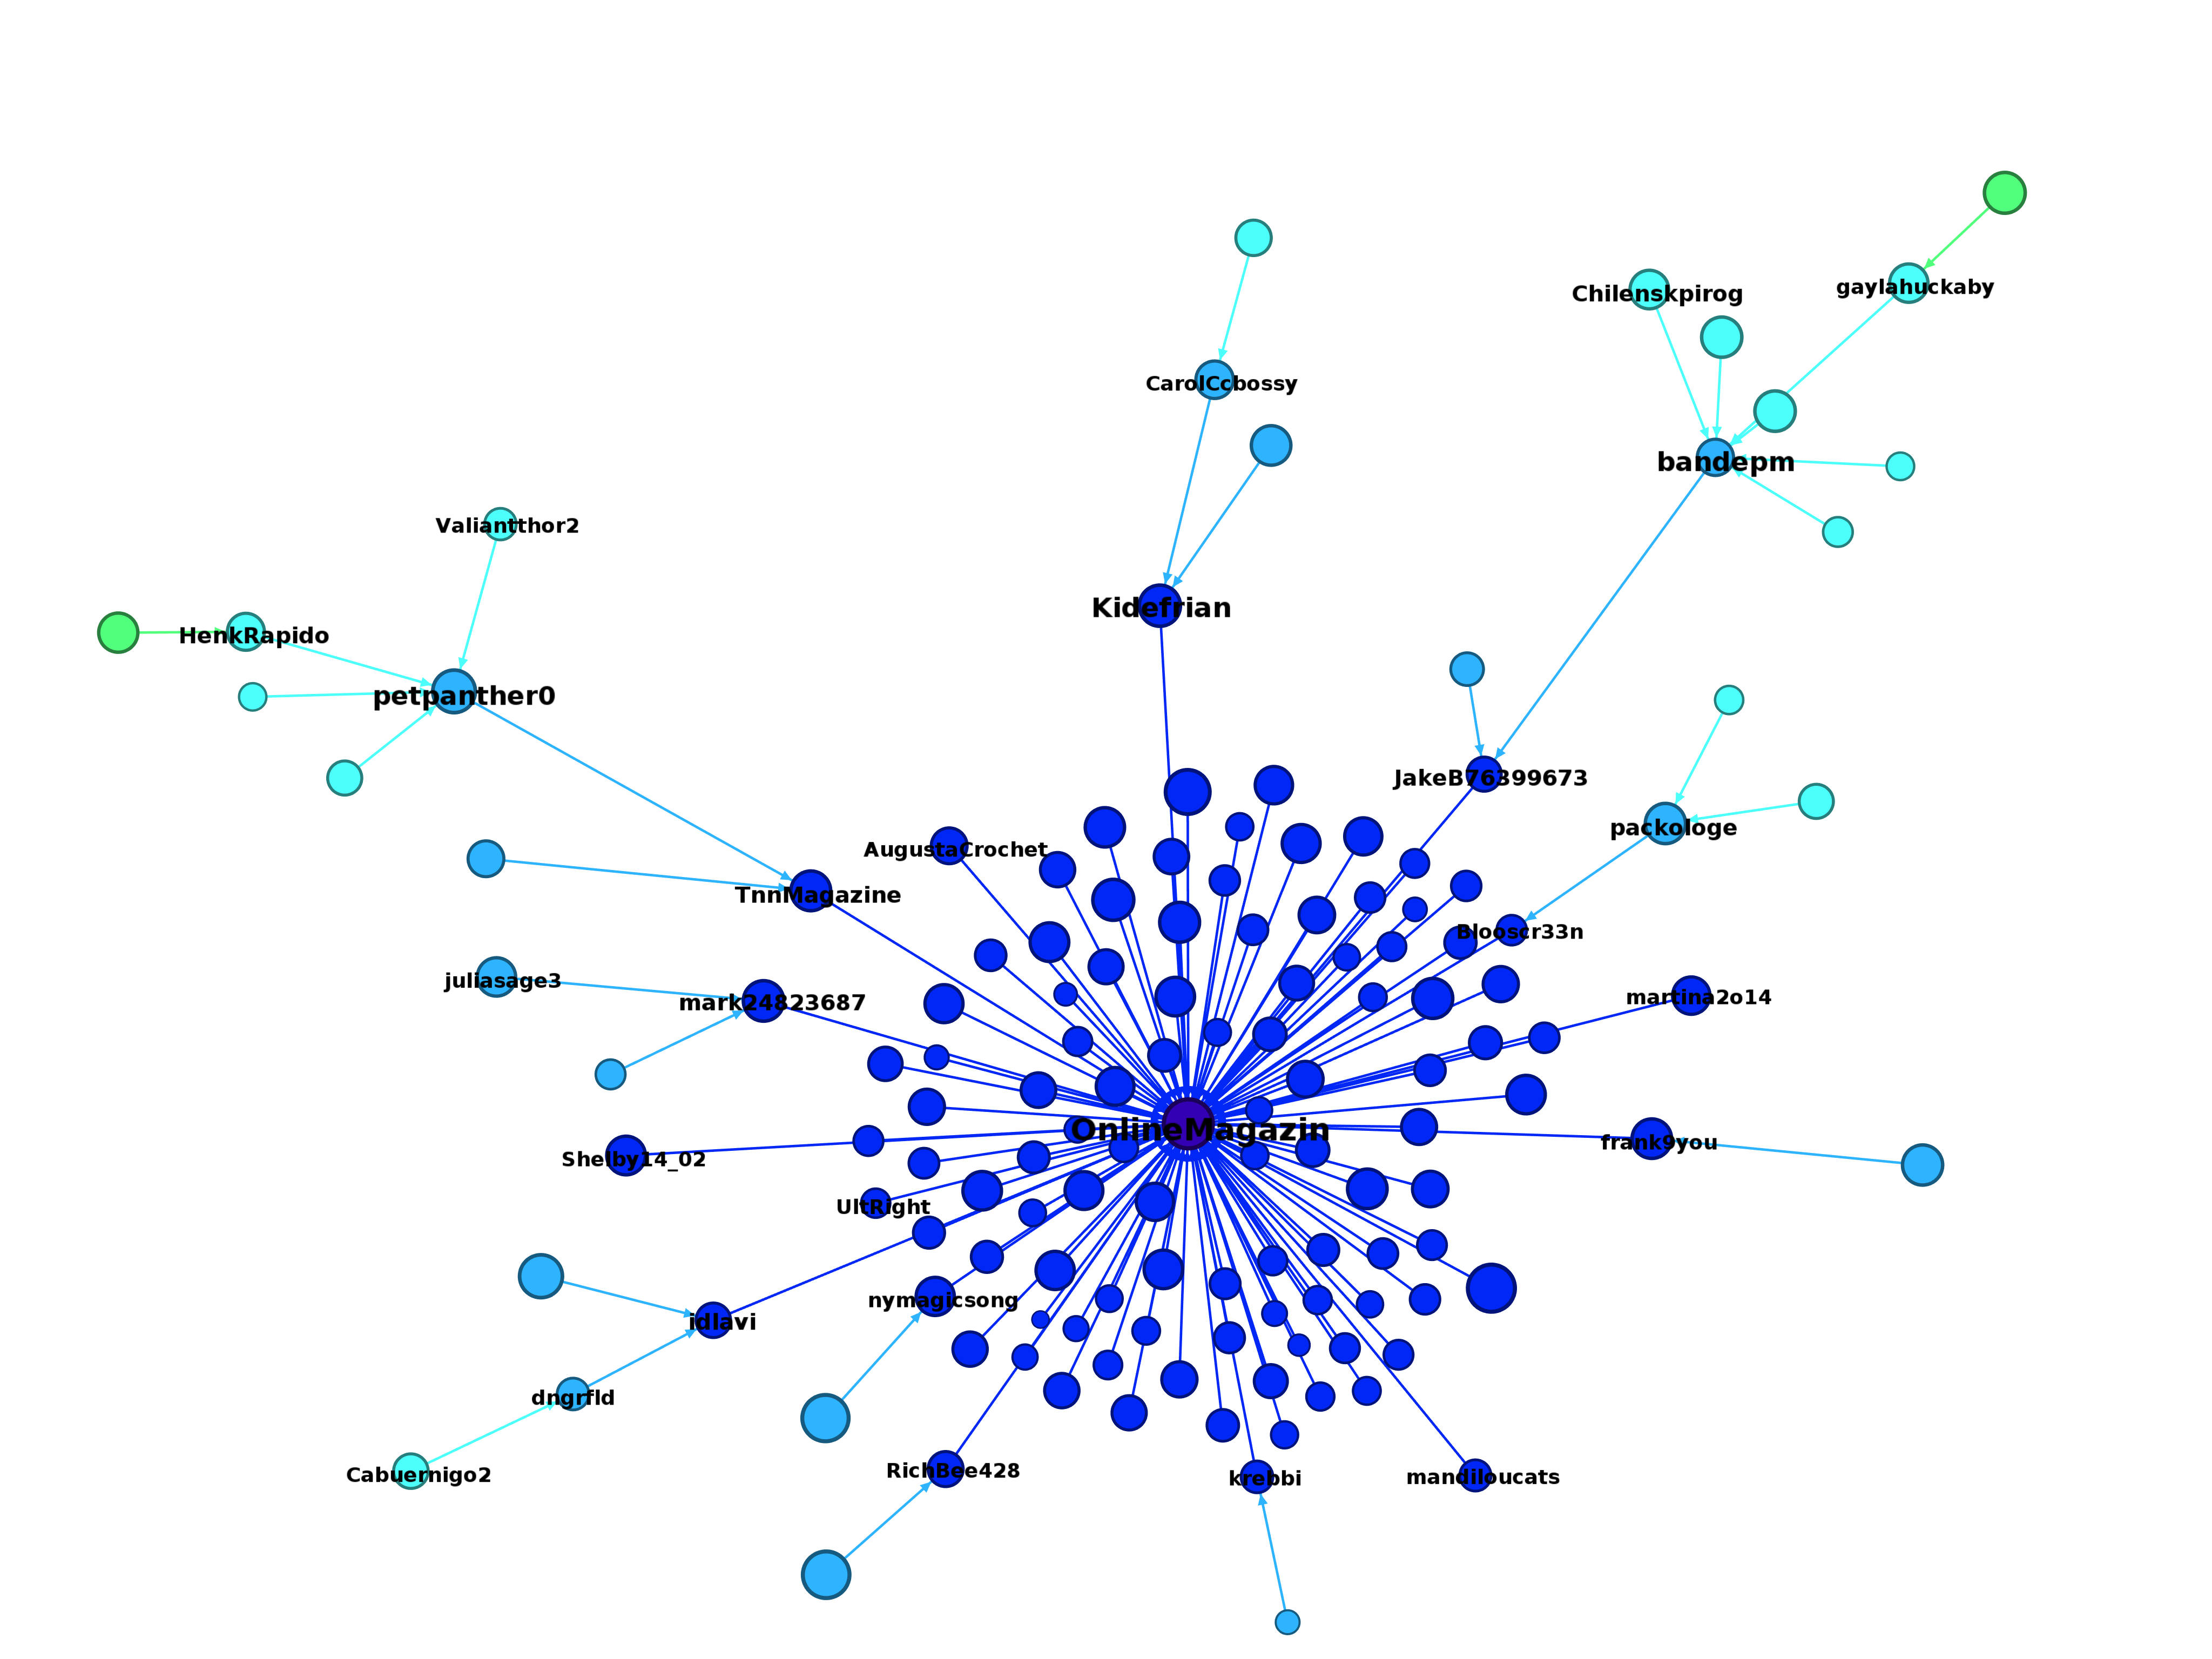 gaylahuckaby
Chilenskpirog
CarolCcbossy
bandepm
Valiantthor2
Kidefrian
HenkRapido
petpanther0
JakeB76399673
packologe
AugustaCrochet
TnnMagazine
Blooscr33n
juliasage3
mark24823687
martina2o14
OnlineMagazin
frank9you
Shelby14_02
UltRight
nymagicsong
idlavi
dngrfld
RichBee428
Cabuernigo2
krebbi
mandiloucats